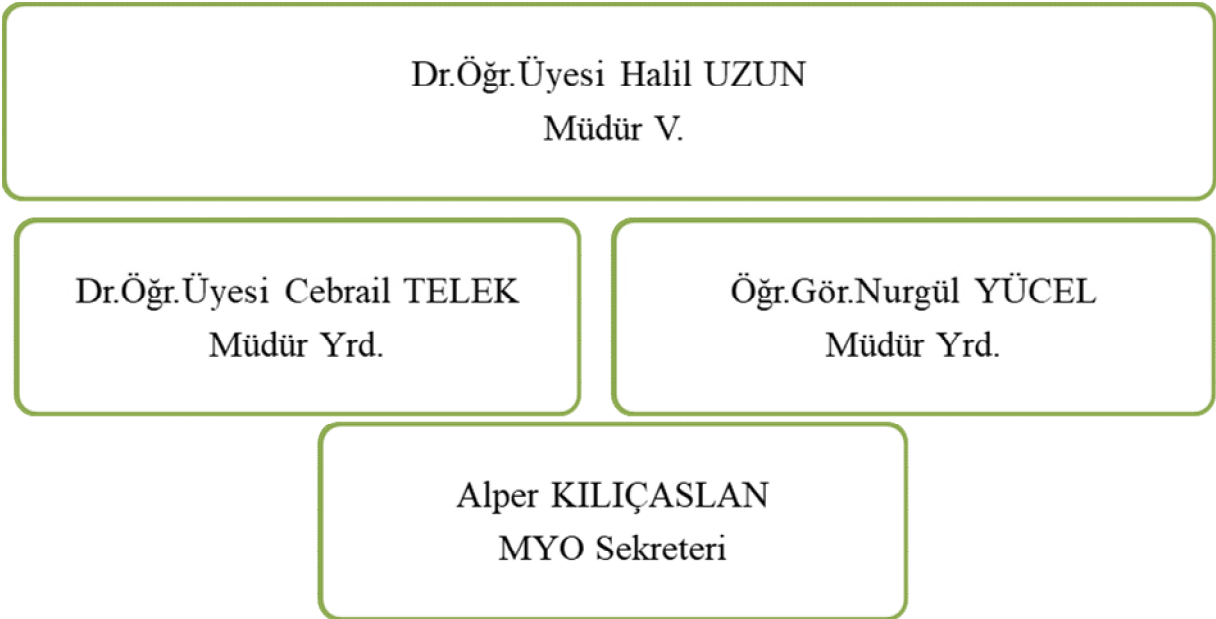 Dr.Öğr.Üyesi Halil UZUN
Müdür V.
Dr.Öğr.Üyesi Cebrail TELEK
Müdür Yrd.
Öğr.Gör.Nurgül YÜCEL
Müdür Yrd.
Alper KILIÇASLAN
MYO Sekreteri